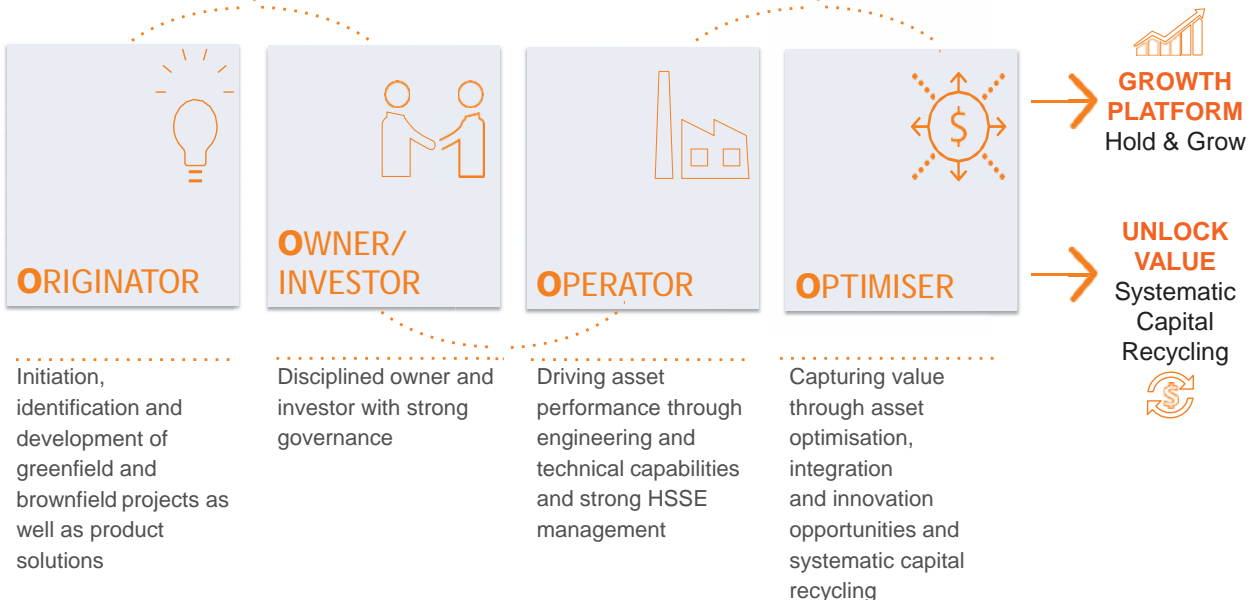 ORIGINATOR
OWNER/
INVESTOR
OPERATOR
$
OPTIMISER
GROWTH
PLATFORM
Hold & Grow
UNLOCK
VALUE
Systematic
Capital
Recycling
$
Initiation,
identification and
development of
greenfield and
brownfield projects as
well as product
solutions
Disciplined owner and
investor with strong
governance
Driving asset
performance through
engineering and
technical capabilities
and strong HSSE
management
Capturing value
through asset
optimisation,
integration
and innovation
opportunities and
systematic capital
recycling